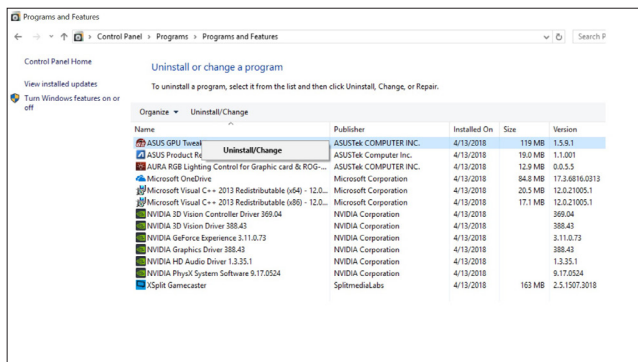 Programs and Features
Control Panel > Programs > Programs and Features
Search P
Control Panel Home
View installed updates
Turn Windows features on or
off
Uninstall or change a program
To uninstall a program, select it from the list and then click Uninstall, Change, or Repair.
Organize Uninstall/Change
Name Publisher Installed On Size Version
ASUS GPU Tweak ASUSTek COMPUTER INC. 4/13/2018 119 MB 1.5.9.1
Uninstall/Change
ASUS Product Re ASUSTek Computer Inc. 4/13/2018 19.0 MB 1.1.001
AURA RGB Lighting Control for Graphic card & ROG-... ASUSTek COMPUTER INC. 4/13/2018 12.9 MB 0.0.5.5
Microsoft OneDrive Microsoft Corporation 4/13/2018 84.8 MB 17.3.6816.0313
Microsoft Visual C++ 2013 Redistributable (x64) - 12.0... Microsoft Corporation 4/13/2018 20.5 MB 12.0.21005.1
Microsoft Visual C++ 2013 Redistributable (x86) - 12.0... Microsoft Corporation 4/13/2018 17.1 MB 12.0.21005.1
NVIDIA 3D Vision Controller Driver 369.04 NVIDIA Corporation 4/13/2018 369.04
NVIDIA 3D Vision Driver 388.43 NVIDIA Corporation 4/13/2018 388.43
NVIDIA GeForce Experience 3.11.0.73 NVIDIA Corporation 4/13/2018 3.11.0.73
NVIDIA Graphics Driver 388.43 NVIDIA Corporation 4/13/2018 388.43
NVIDIA HD Audio Driver 1.3.35.1 NVIDIA Corporation 4/13/2018 1.3.35.1
NVIDIA PhysX System Software 9.17.0524 NVIDIA Corporation 4/13/2018 9.17.0524
XSplit Gamecaster SplitmediaLabs 4/13/2018 163 MB 2.5.1507.3018